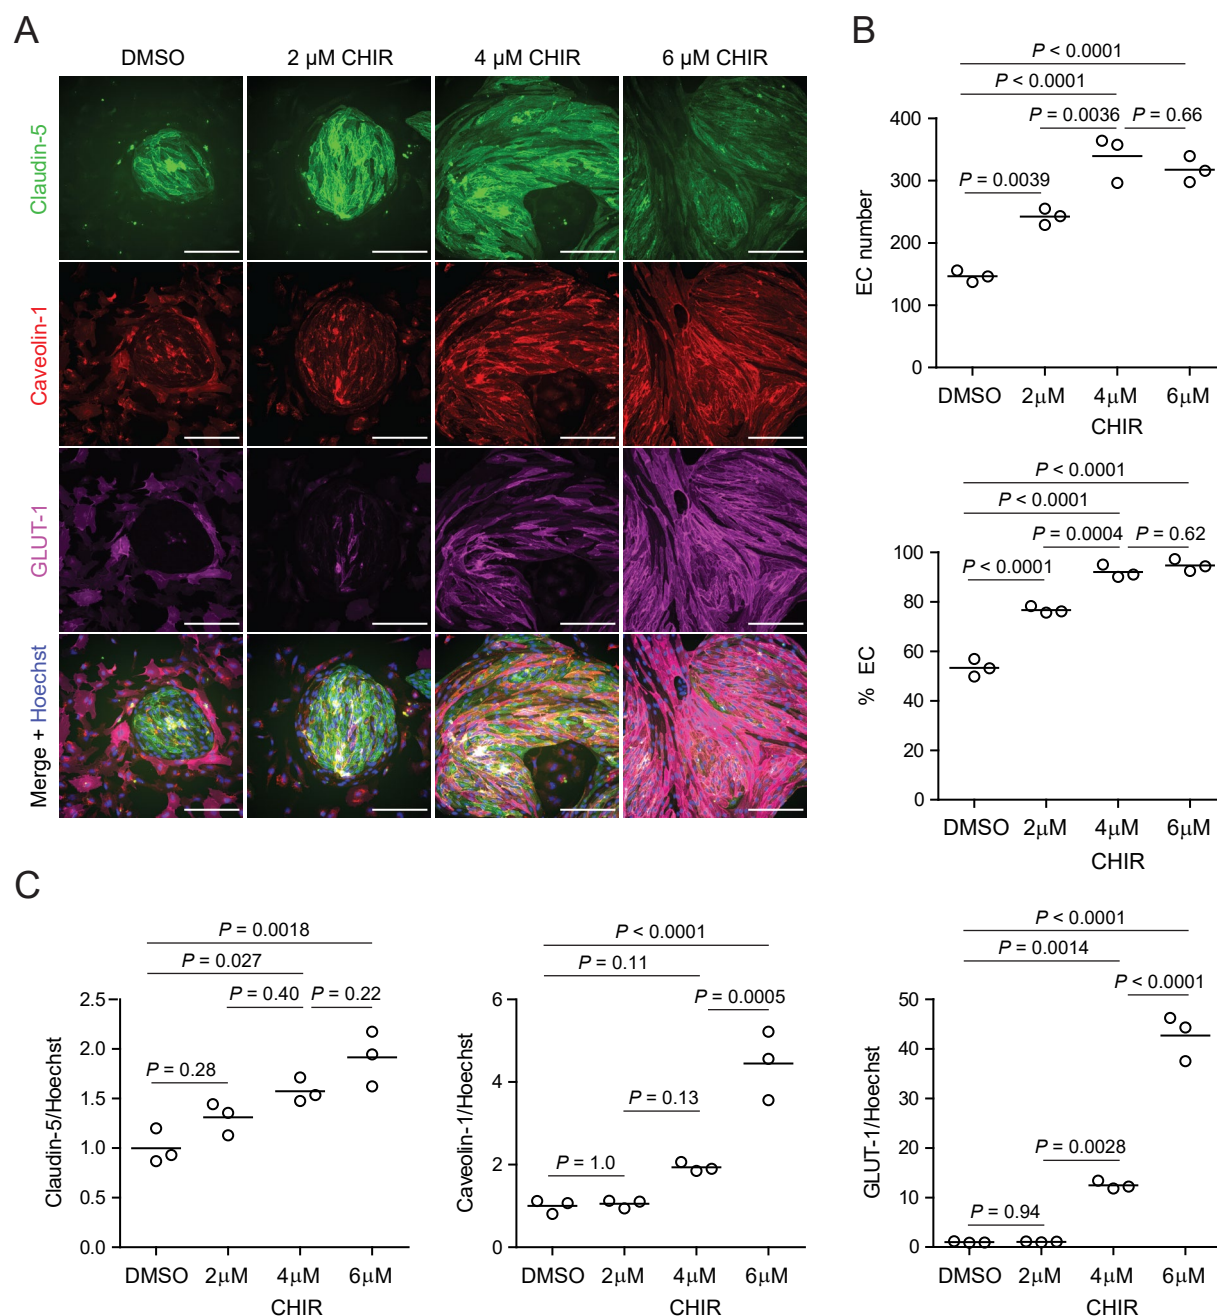 A
DMSO
2 µM CHIR
4 µM CHIR
6 µM CHIR
Claudin-5
Caveolin-1
GLUT-1
Merge + Hoechst
B
P < 0.0001
P < 0.0001
P = 0.0036
P = 0.66
P = 0.0039
400
300
200
100
0
EC number
DMSO
2µM
4µM
6µM
CHIR
P < 0.0001
P < 0.0001
P = 0.0004
P = 0.62
P < 0.0001
100
80
60
40
20
0
% EC
DMSO
2µM
4µM
6µM
CHIR
C
P = 0.0018
P = 0.027
P = 0.40
P = 0.22
P = 0.28
2.5
2.0
1.5
1.0
0.5
0.0
Claudin-5/Hoechst
DMSO
2µM
4µM
6µM
CHIR
P < 0.0001
P = 0.11
P = 0.0005
P = 0.13
P = 1.0
6
4
2
0
Caveolin-1/Hoechst
DMSO
2µM
4µM
6µM
CHIR
P < 0.0001
P = 0.0014
P < 0.0001
P = 0.0028
P = 0.94
50
40
30
20
10
0
GLUT-1/Hoechst
DMSO
2µM
4µM
6µM
CHIR